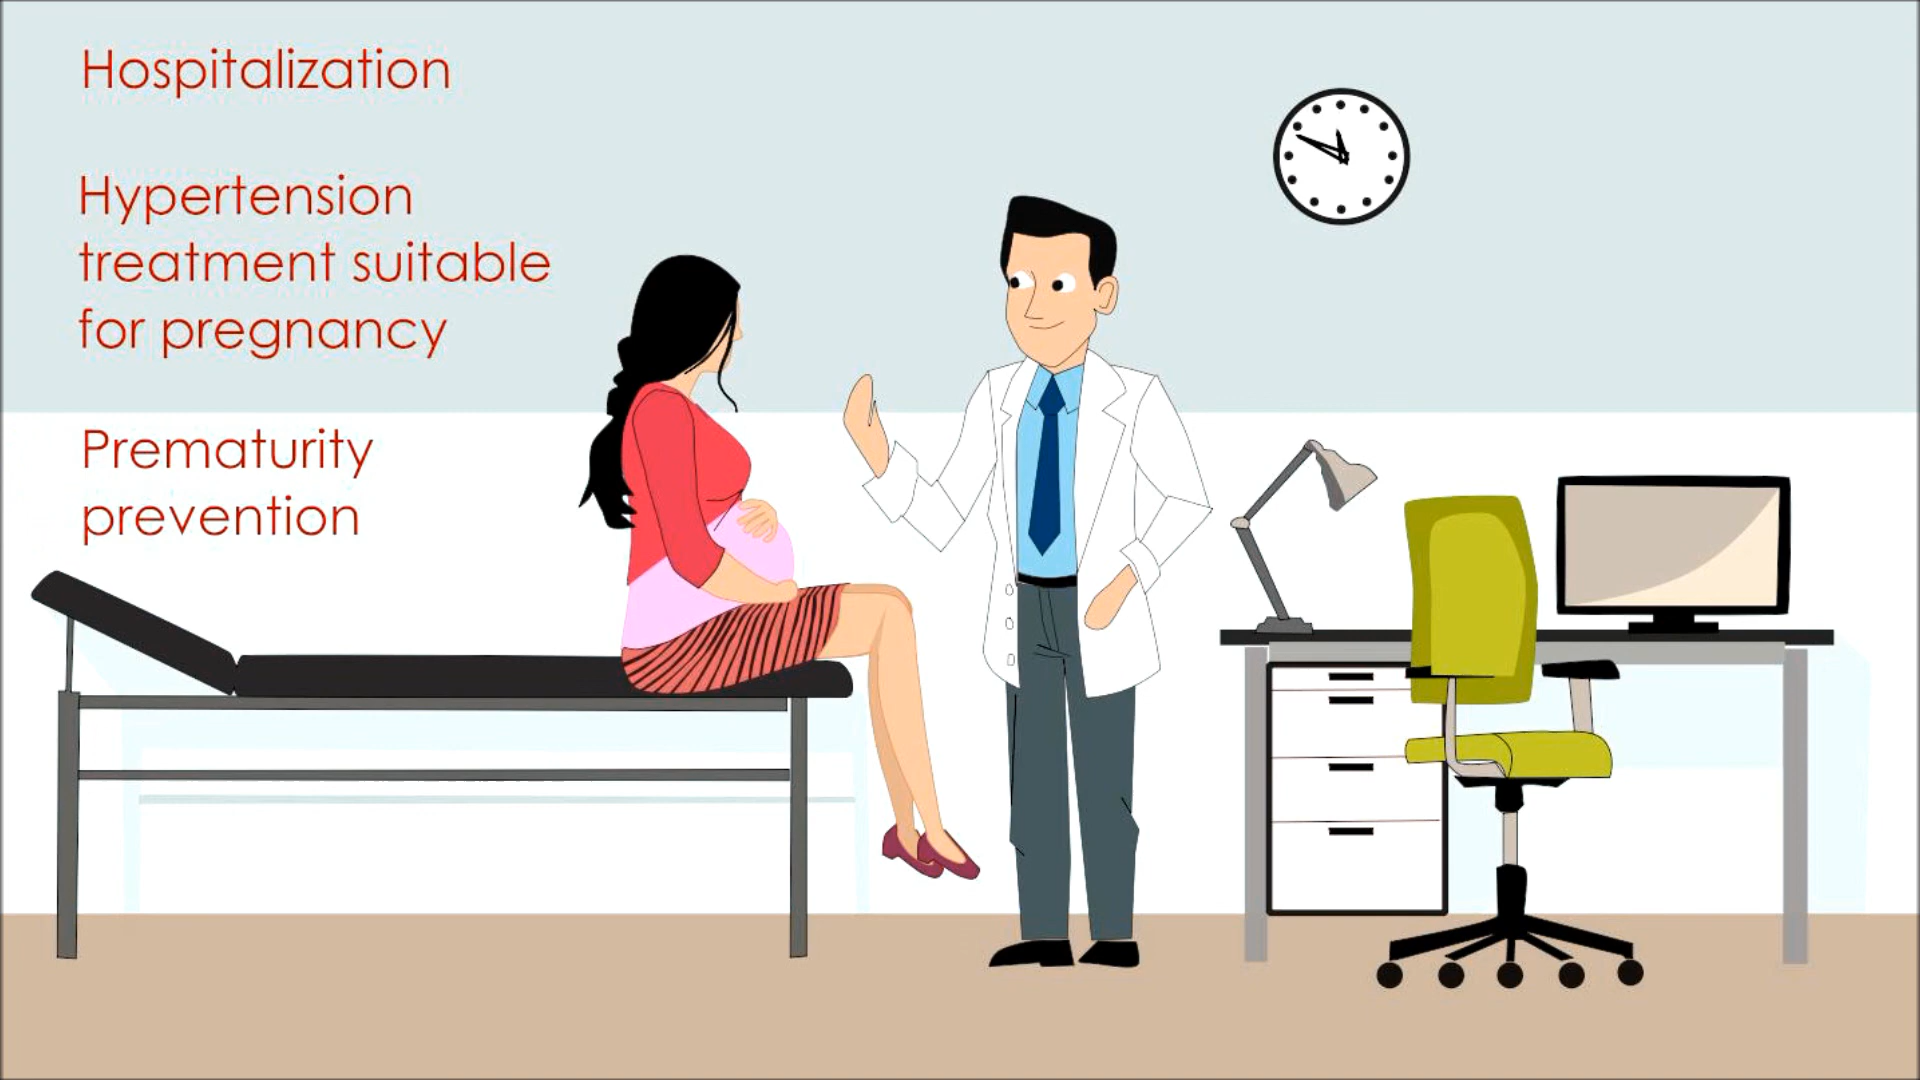 Hospitalization
Hypertension
treatment suitable
for pregnancy
Prematurity
prevention